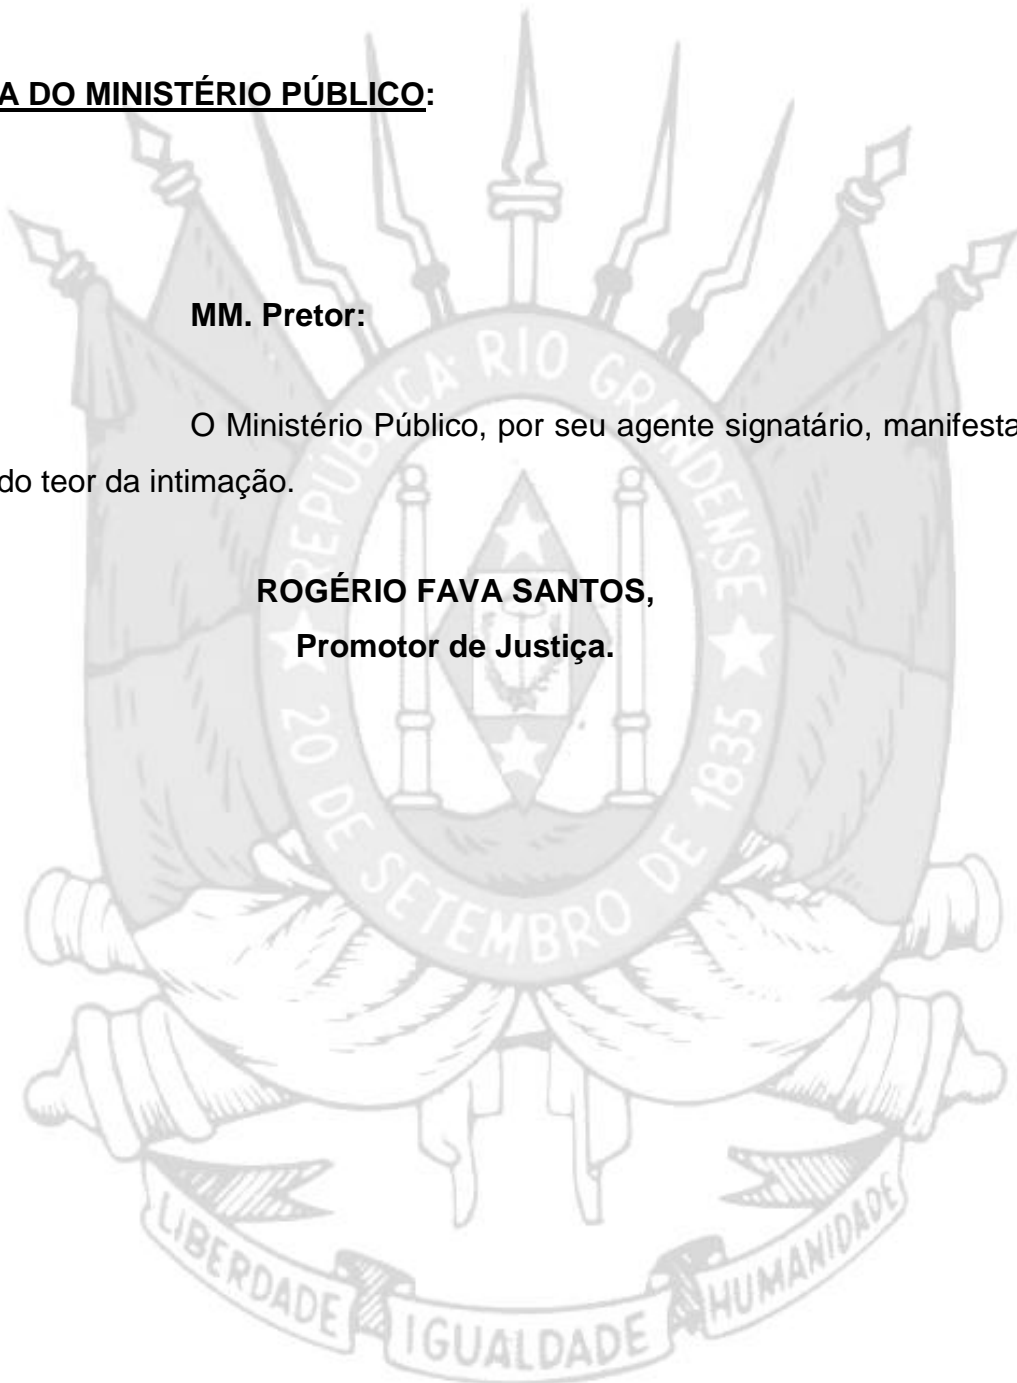 A DO MINISTÉRIO PÚBLICO:
MM. Pretor:
O Ministério Público, por seu agente signatário, manifesta
do teor da intimação.
ROGÉRIO FAVA SANTOS,
Promotor de Justiça.
REPÚBLICA RIO GRANDENSE
20 DE SETEMBRO DE 1835
LIBERDADE IGUALDADE HUMANIDADE